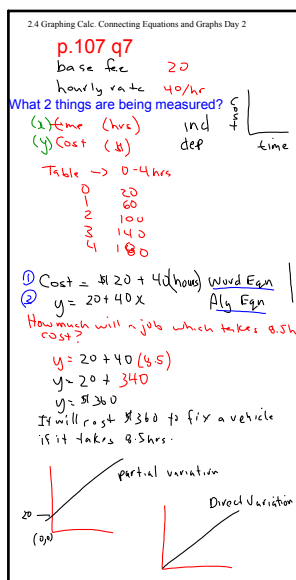 2.4 Graphing Calc. Connecting Equations and Graphs Day 2
p.107 q7
base fee 20
hourly rate 40/hr
What 2 things are being measured?
(x) time (hrs) ind
(y) Cost ($) dep
Cost
time
Table → 0-4hrs
0 20
1 60
2 100
3 140
4 180
① Cost = $20 + 40(hours) Word Eqn
② y = 20+40x Alg Eqn
How much will a job which takes 8.5h
cost?
y = 20 + 40 (8.5)
y = 20 + 340
y = $360
It will cost $360 to fix a vehicle
if it takes 8.5hrs.
partial variation
20
(0,0)
Direct Variation